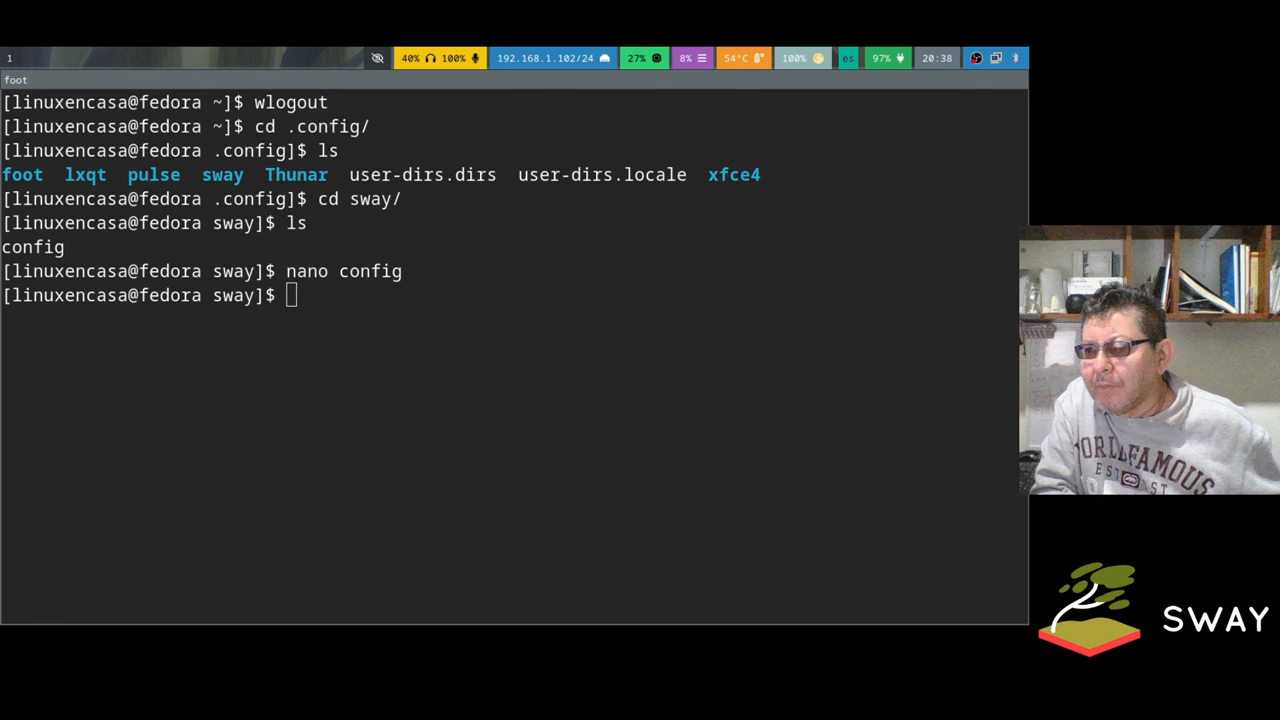 1 40% 100% 192.168.1.102/24 27% 8% 54°C 100% es 97% 20:38
foot
[linuxencasa@fedora ~]$ wlogout
[linuxencasa@fedora ~]$ cd .config/
[linuxencasa@fedora .config]$ ls
foot lxqt pulse sway Thunar user-dirs.dirs user-dirs.locale xfce4
[linuxencasa@fedora .config]$ cd sway/
[linuxencasa@fedora sway]$ ls
config
[linuxencasa@fedora sway]$ nano config
[linuxencasa@fedora sway]$
WORLD FAMOUS
EST
SWAY